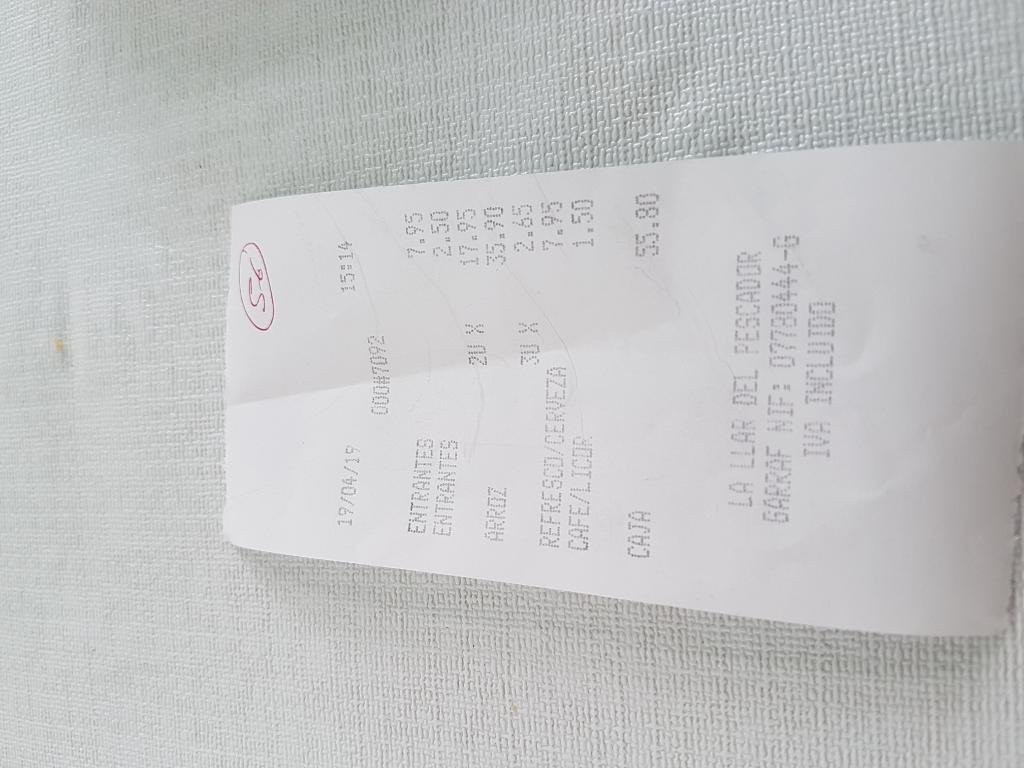 25
19/04/19 15:14
000#7092
ENTRANTES 7.95
ENTRANTES 2.50
2U X 17.95
ARROZ 35.90
3U X 2.65
REFRESCO/CERVEZA 7.95
CAFE/LICOR 1.50
CAJA 55.80
LA LLAR DEL PESCADOR
GARRAF NIF: 07730444-G
IVA INCLUIDO